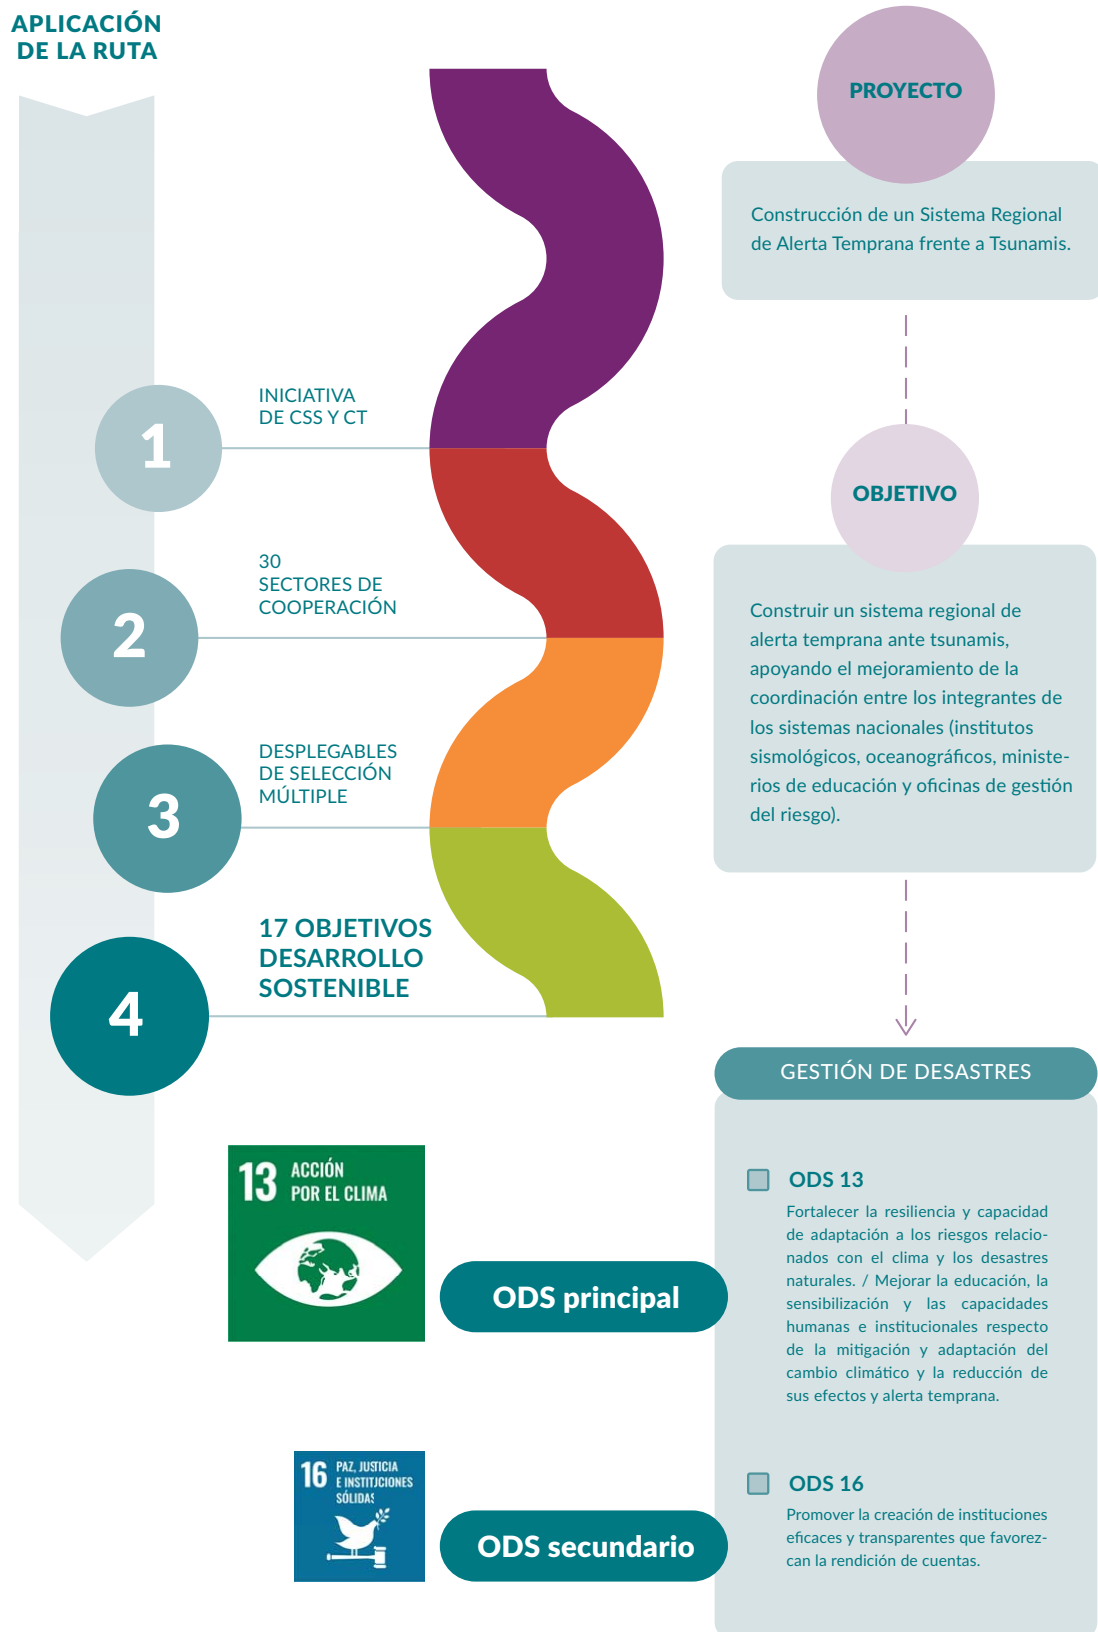 APLICACIÓN
DE LA RUTA
1
INICIATIVA
DE CSS Y CT
2
30
SECTORES DE
COOPERACIÓN
3
DESPLEGABLES
DE SELECCIÓN
MÚLTIPLE
4
17 OBJETIVOS
DESARROLLO
SOSTENIBLE
PROYECTO
Construcción de un Sistema Regional
de Alerta Temprana frente a Tsunamis.
OBJETIVO
Construir un sistema regional de
alerta temprana ante tsunamis,
apoyando el mejoramiento de la
coordinación entre los integrantes de
los sistemas nacionales (institutos
sismológicos, oceanográficos, ministe-
rios de educación y oficinas de gestión
del riesgo).
GESTIÓN DE DESASTRES
13 ACCIÓN
POR EL CLIMA
ODS principal
ODS 13
Fortalecer la resiliencia y capacidad
de adaptación a los riesgos relacio-
nados con el clima y los desastres
naturales. / Mejorar la educación, la
sensibilización y las capacidades
humanas e institucionales respecto
de la mitigación y adaptación del
cambio climático y la reducción de
sus efectos y alerta temprana.
16 PAZ, JUSTICIA
E INSTITUCIONES
SÓLIDAS
ODS secundario
ODS 16
Promover la creación de instituciones
eficaces y transparentes que favorez-
can la rendición de cuentas.